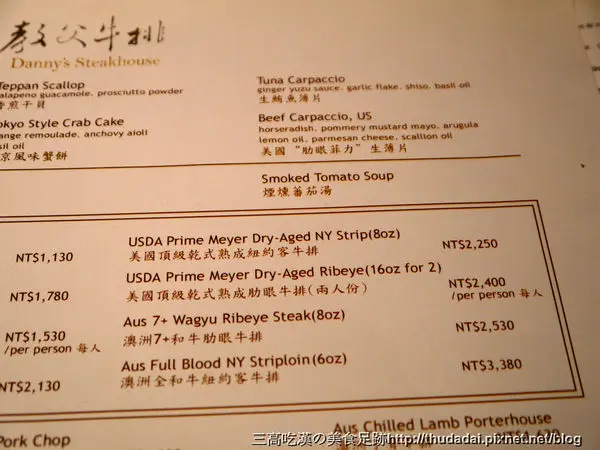 教父牛排
Danny's Steakhouse
Teppan Scallop
jalapeno guacamole, prosciutto powder
香煎干貝
Tokyo Style Crab Cake
remoulade, anchovy aioli
basil oil
東京風味蟹餅
Tuna Carpaccio
ginger yuzu sauce, garlic flake, shiso, basil oil
生鮪魚薄片
Beef Carpaccio, US
horseradish, pommery mustard mayo, arugula
lemon oil, parmesan cheese, scallion oil
美國“肋眼菲力”生薄片
Smoked Tomato Soup
煙燻蕃茄湯
NT$1,130
NT$1,780
NT$1,530
/per person 每人
NT$2,130
USDA Prime Meyer Dry-Aged NY Strip(8oz)
NT$2,250
美國頂級乾式熟成紐約客牛排
USDA Prime Meyer Dry-Aged Ribeye(16oz for 2)
NT$2,400
美國頂級乾式熟成肋眼牛排(兩人份)
/per person 每人
Aus 7+ Wagyu Ribeye Steak(8oz)
NT$2,530
澳洲7+和牛肋眼牛排
Aus Full Blood NY Striploin(6oz)
NT$3,380
澳洲全和牛紐約客牛排
Pork Chop
Aus Chilled Lamb Porterhouse
三高吃漢の美食足跡http://thudadai.pixnet.net/blog